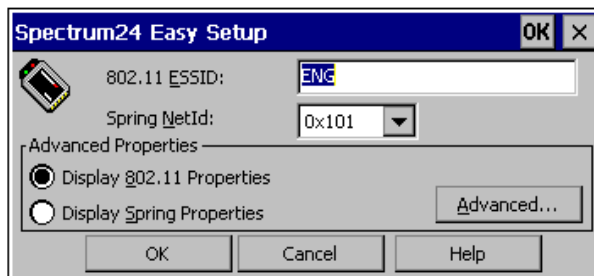 Spectrum24 Easy Setup OK ×
802.11 ESSID: ENG
Spring NetId: 0x101
Advanced Properties
Display 802.11 Properties
Display Spring Properties
Advanced...
OK Cancel Help